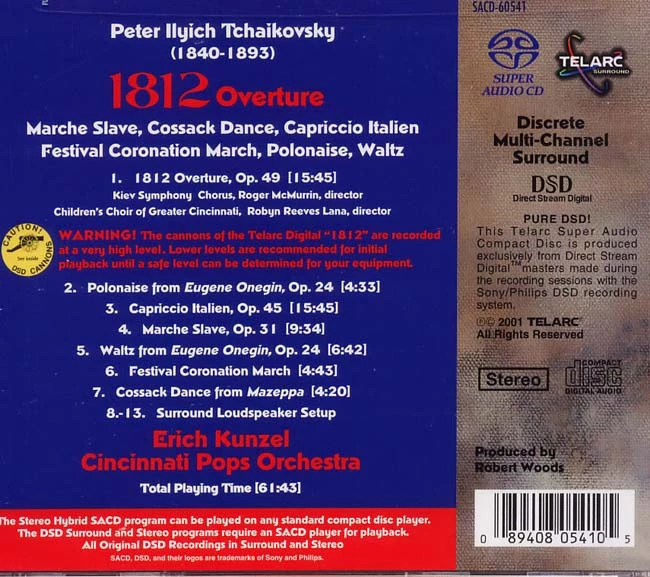 Peter Ilyich Tchaikovsky
(1840-1893)
1812 Overture
Marche Slave, Cossack Dance, Capriccio Italien
Festival Coronation March, Polonaise, Waltz
1. 1812 Overture, Op. 49 [15:45]
Kiev Symphony Chorus, Roger McMurrin, director
Children's Choir of Greater Cincinnati, Robyn Reeves Lana, director
CAUTION!
See inside
DSD CANNONS
WARNING! The cannons of the Telarc Digital "1812" are recorded
at a very high level. Lower levels are recommended for initial
playback until a safe level can be determined for your equipment.
2. Polonaise from Eugene Onegin, Op. 24 [4:33]
3. Capriccio Italien, Op. 45 [15:45]
4. Marche Slave, Op. 31 [9:34]
5. Waltz from Eugene Onegin, Op. 24 [6:42]
6. Festival Coronation March [4:43]
7. Cossack Dance from Mazeppa [4:20]
8.-13. Surround Loudspeaker Setup
Erich Kunzel
Cincinnati Pops Orchestra
Total Playing Time [61:43]
The Stereo Hybrid SACD program can be played on any standard compact disc player.
The DSD Surround and Stereo programs require an SACD player for playback.
All Original DSD Recordings in Surround and Stereo
SACD, DSD, and their logos are trademarks of Sony and Philips.
SACD-60541
SUPER AUDIO CD
TELARC
SURROUND
Discrete
Multi-Channel
Surround
DSD
Direct Stream Digital
PURE DSD!
This Telarc Super Audio
Compact Disc is produced
exclusively from Direct Stream
Digital™ masters made during
the recording sessions with the
Sony/Philips DSD recording
system.
℗© 2001 TELARC®
All Rights Reserved
Stereo
COMPACT
disc
DIGITAL AUDIO
Produced by
Robert Woods
0 89408 05410 5